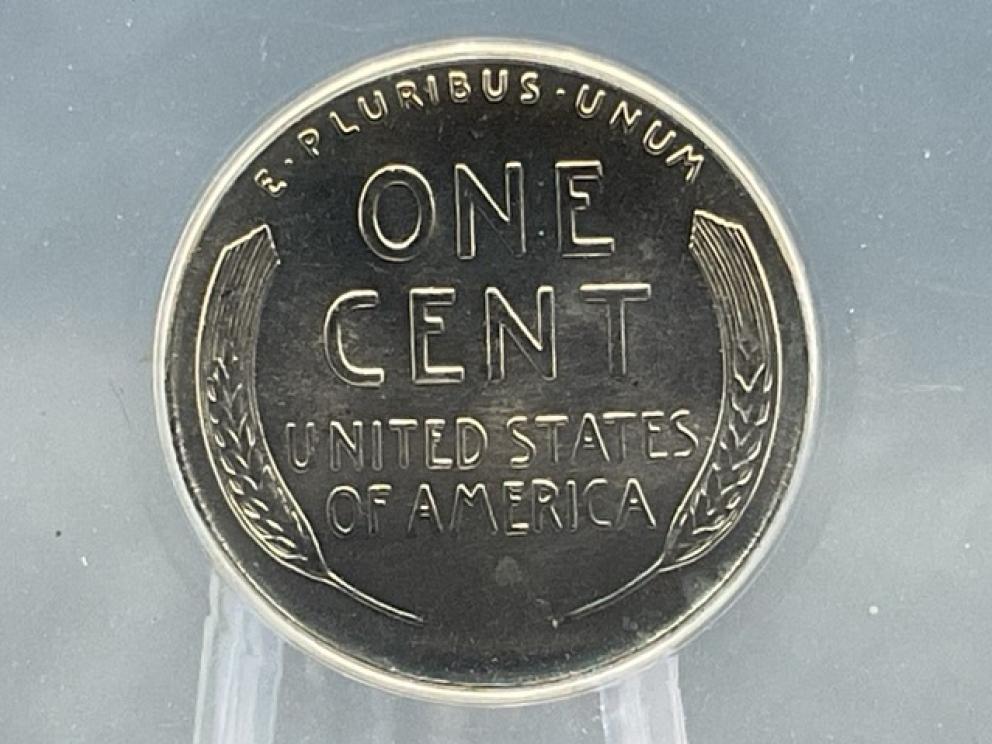 E·PLURIBUS·UNUM
ONE
CENT
UNITED STATES
OF AMERICA